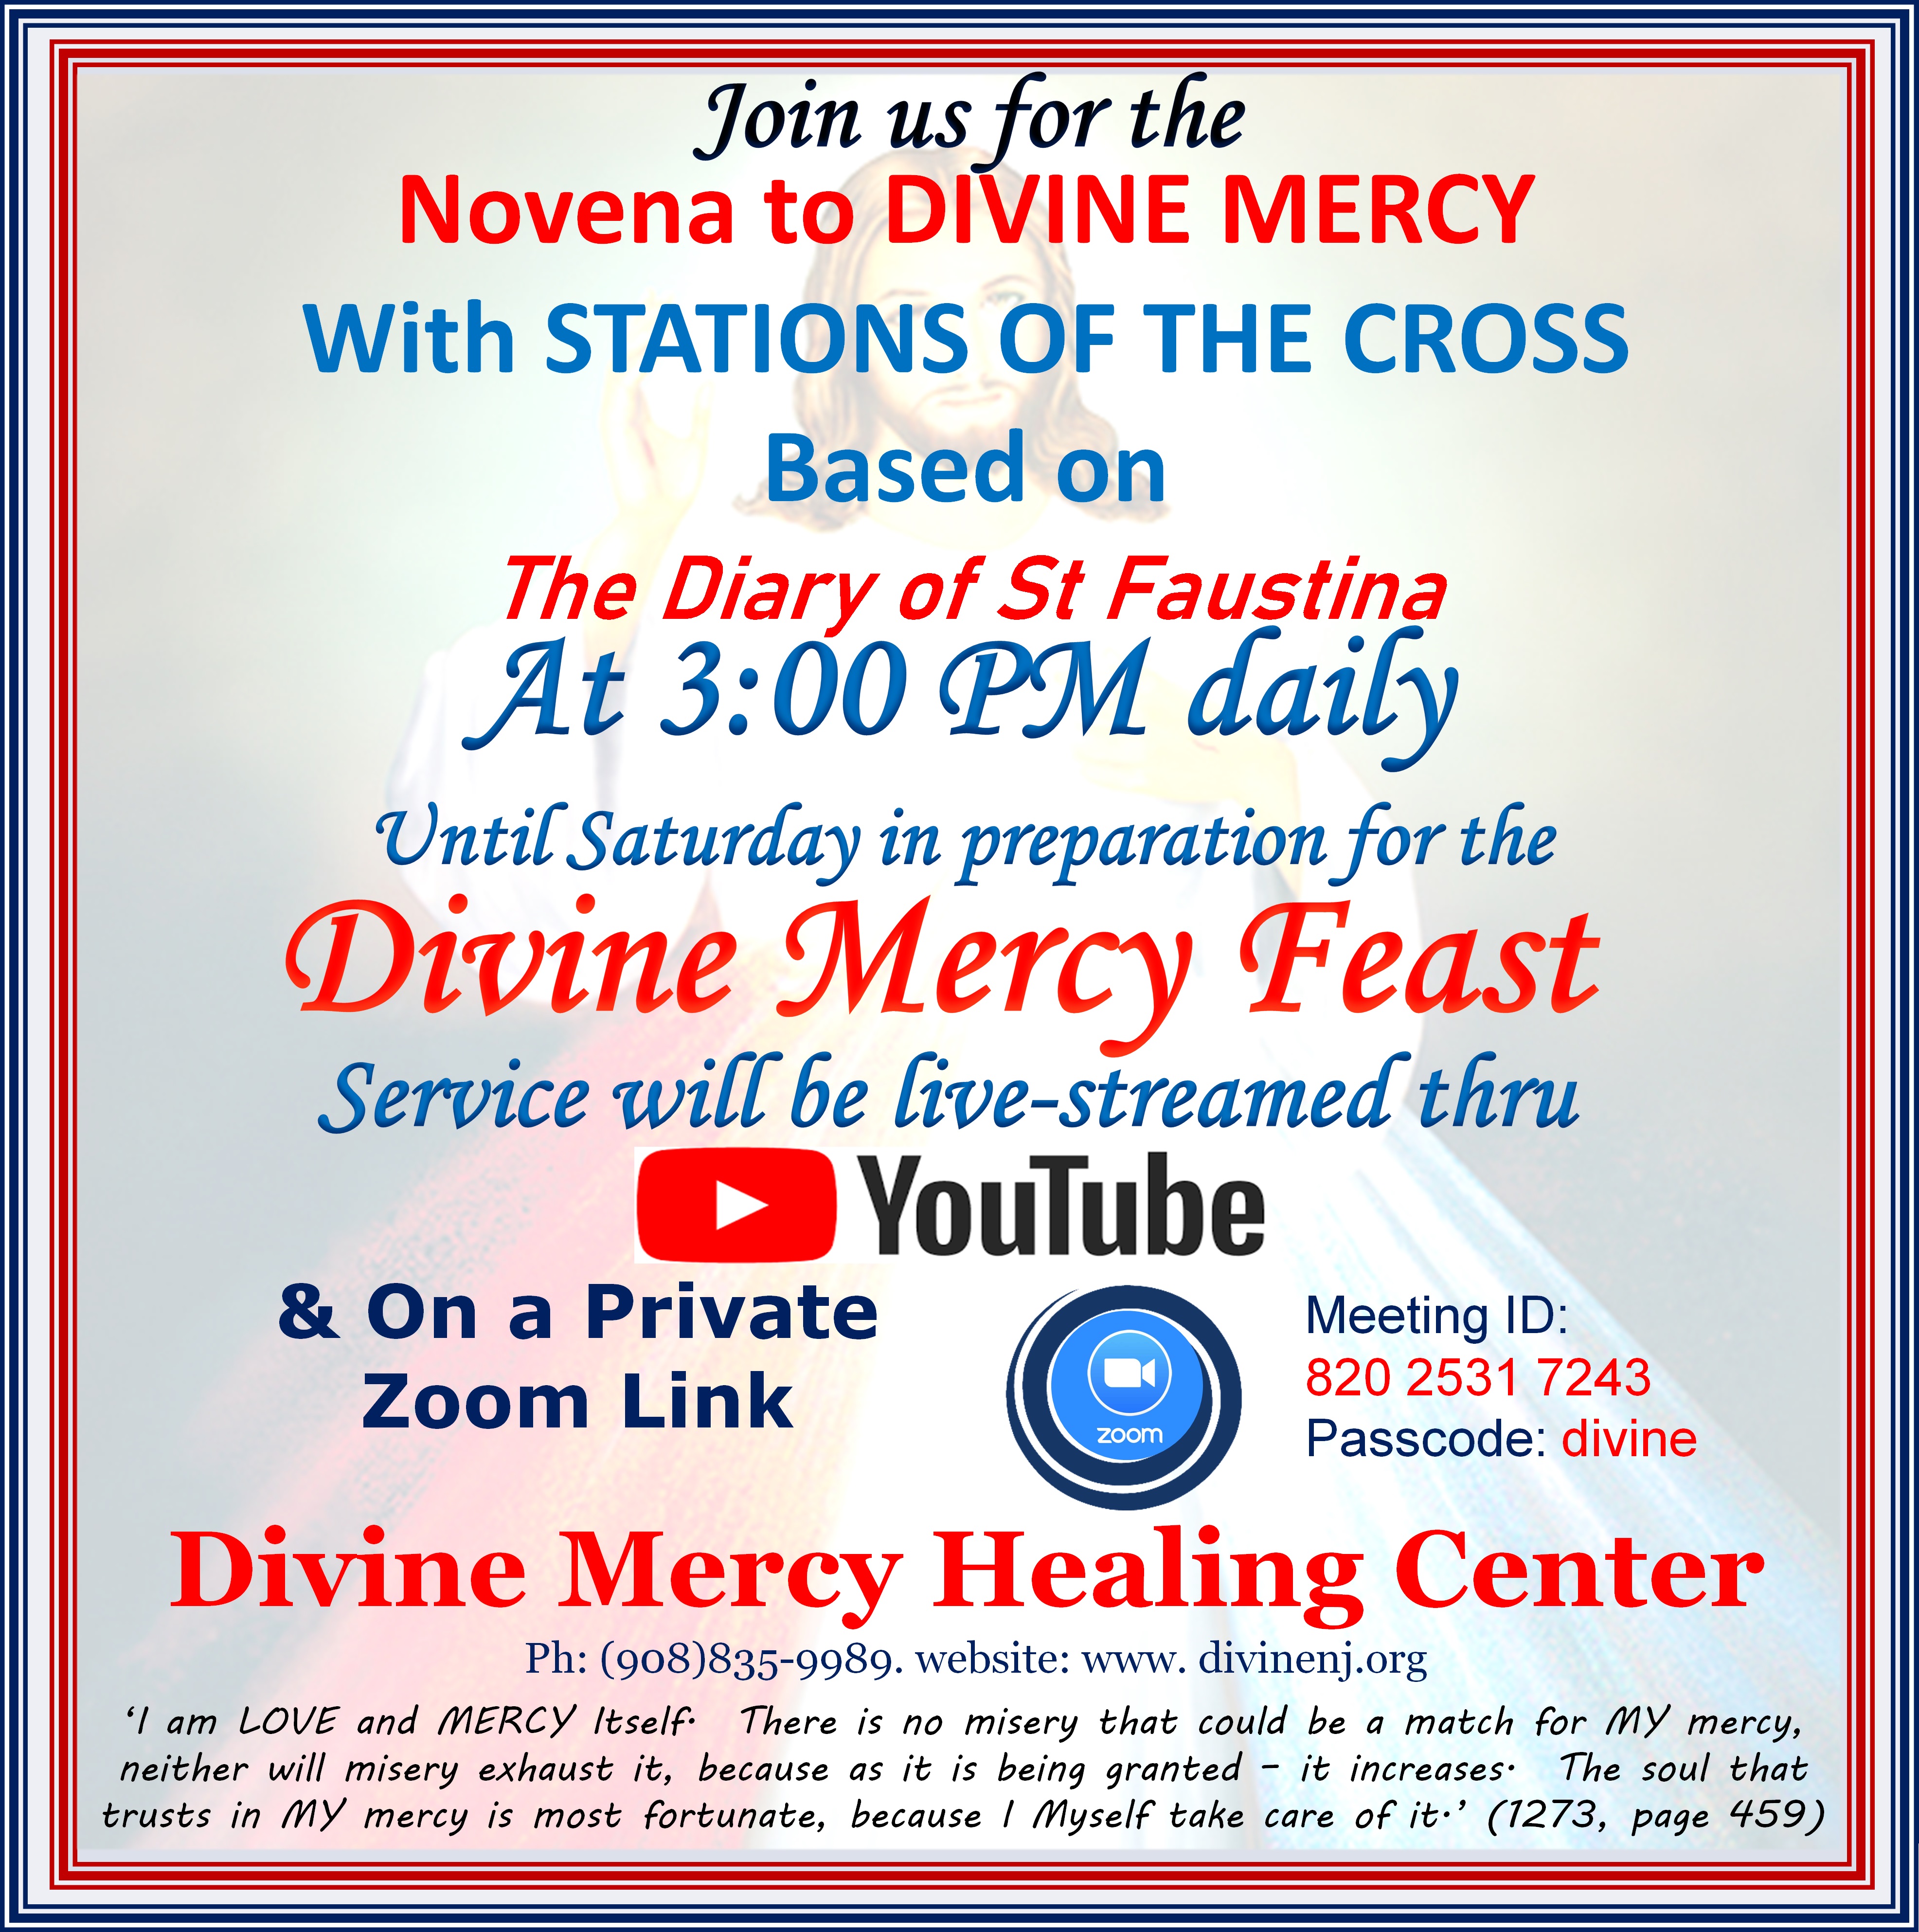 Join us for the
Novena to DIVINE MERCY
With STATIONS OF THE CROSS
Based on
The Diary of St Faustina
At 3:00 PM daily
Until Saturday in preparation for the
Divine Mercy Feast
Service will be live-streamed thru
YouTube
& On a Private
Zoom Link
zoom
Meeting ID:
820 2531 7243
Passcode: divine
Divine Mercy Healing Center
Ph: (908)835-9989. website: www. divinenj.org
‘I am LOVE and MERCY Itself. There is no misery that could be a match for MY mercy,
neither will misery exhaust it, because as it is being granted – it increases. The soul that
trusts in MY mercy is most fortunate, because I Myself take care of it.’ (1273, page 459)